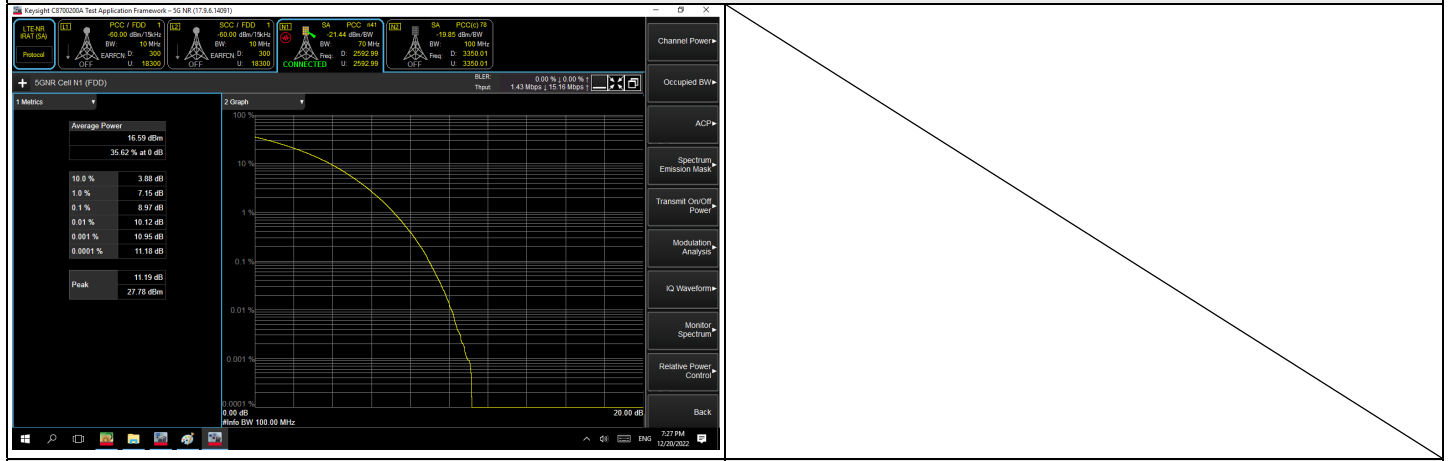 Keysight C8700200A Test Application Framework – 5G NR (17.9.6.14091)
LTE-NR
IRAT (SA)
Protocol
L1 PCC / FDD 1
-60.00 dBm/15kHz
BW: 10 MHz
EARFCN: D: 300
OFF U: 18300
L2 SCC / FDD 1
-60.00 dBm/15kHz
BW: 10 MHz
EARFCN: D: 300
OFF U: 18300
N1 SA PCC n41
-21.44 dBm/BW
BW: 70 MHz
Freq: D: 2592.99
CONNECTED U: 2592.99
N2 SA PCC(c) 78
-19.85 dBm/BW
BW: 100 MHz
Freq: D: 3350.01
OFF U: 3350.01
5GNR Cell N1 (FDD)
BLER: 0.00 % ↓ 0.00 % ↑
Thput: 1.43 Mbps ↓ 15.16 Mbps ↑
1 Metrics
Average Power
16.59 dBm
35.62 % at 0 dB
10.0 % 3.88 dB
1.0 % 7.15 dB
0.1 % 8.97 dB
0.01 % 10.12 dB
0.001 % 10.95 dB
0.0001 % 11.18 dB
Peak
11.19 dB
27.78 dBm
2 Graph
100 %
10 %
1 %
0.1 %
0.01 %
0.001 %
0.0001 %
0.00 dB 20.00 dB
#Info BW 100.00 MHz
Channel Power
Occupied BW
ACP
Spectrum
Emission Mask
Transmit On/Off
Power
Modulation
Analysis
IQ Waveform
Monitor
Spectrum
Relative Power
Control
Back
ENG
7:27 PM
12/20/2022